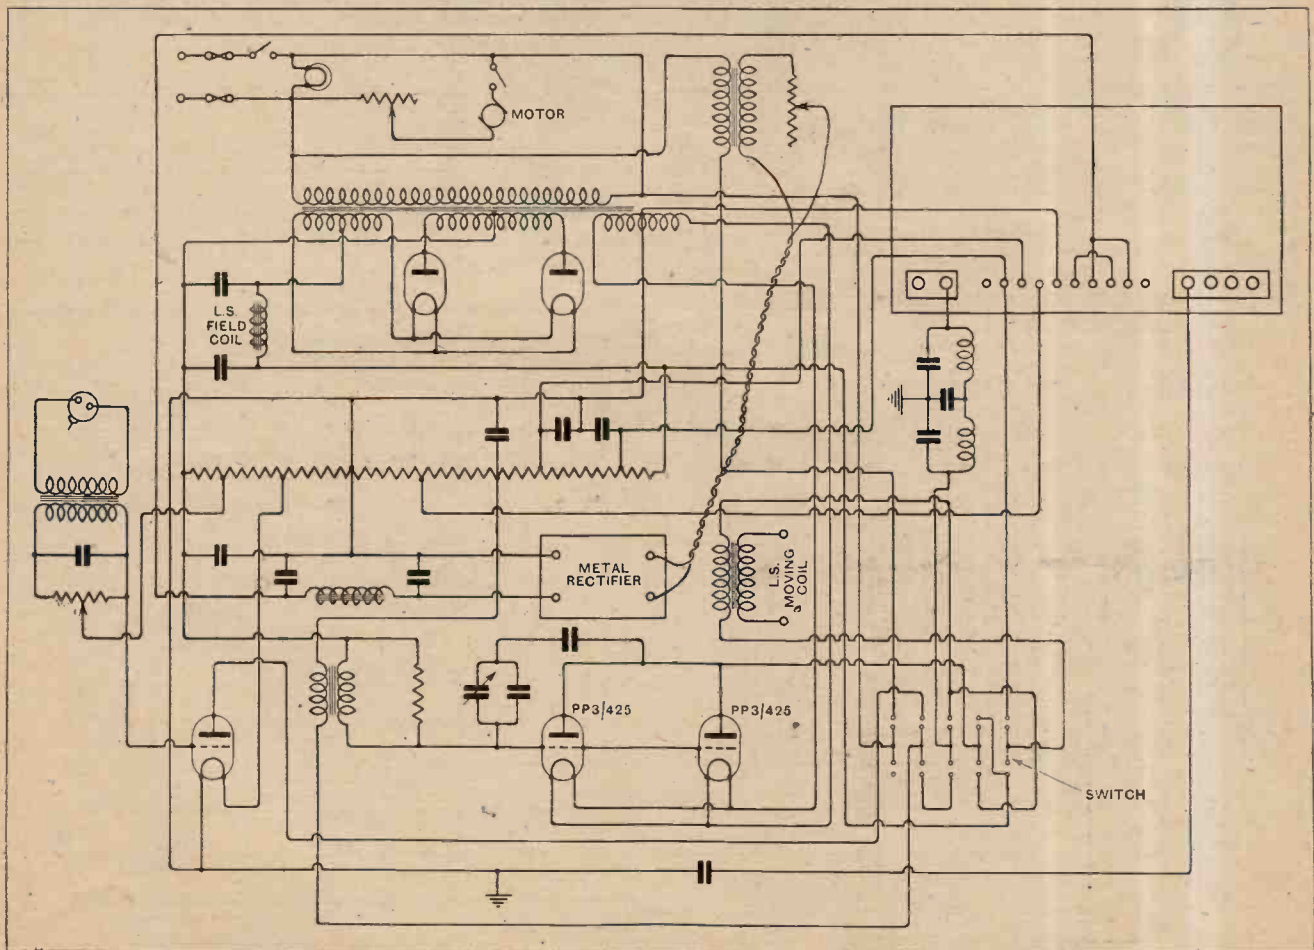 MOTOR
L.S.
FIELD
COIL
METAL
RECTIFIER
L.S.
MOVING
COIL
PP3/425
PP3/425
SWITCH